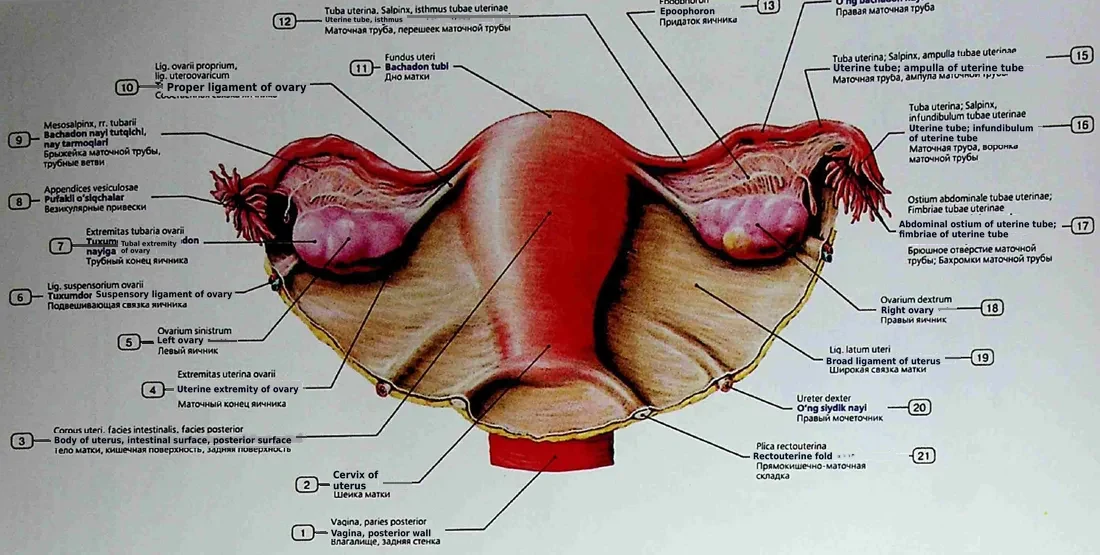 12
Tuba uterina, Salpinx, isthmus tubae uterinae
Uterine tube, isthmus
Маточная труба, перешеек маточной трубы
13
Epoophoron
Придаток яичника
Правая маточная труба
11
Fundus uteri
Bachadon tubi
Дно матки
10
Lig. ovarii proprium,
lig. uteroovaricum
Proper ligament of ovary
15
Tuba uterina; Salpinx, ampulla tubae uterinae
Uterine tube; ampulla of uterine tube
Маточная труба, ампула маточной трубы
9
Mesosalpinx, rr. tubarii
Bachadon nayi tutqichi,
nay tarmoqlari
Брыжейка маточной трубы,
трубные ветви
16
Tuba uterina; Salpinx,
infundibulum tubae uterinae
Uterine tube; infundibulum
of uterine tube
Маточная труба, воронка
маточной трубы
8
Appendices vesiculosae
Pufakli o'siqchalar
Везикулярные привески
17
Ostium abdominale tubae uterinae;
Fimbriae tubae uterinae
Abdominal ostium of uterine tube;
fimbriae of uterine tube
Брюшное отверстие маточной
трубы; Бахромки маточной трубы
7
Extremitas tubaria ovarii
Tubal extremity
nayiga of ovary
Трубный конец яичника
6
Lig. suspensorium ovarii
Tuxumdor Suspensory ligament of ovary
Подвешивающая связка яичника
18
Ovarium dextrum
Right ovary
Правый яичник
5
Ovarium sinistrum
Left ovary
Левый яичник
19
Lig. latum uteri
Broad ligament of uterus
Широкая связка матки
4
Extremitas uterina ovarii
Uterine extremity of ovary
Маточный конец яичника
20
Ureter dexter
O'ng siydik nayi
Правый мочеточник
3
Corpus uteri, facies intestinalis, facies posterior
Body of uterus, intestinal surface, posterior surface
Тело матки, кишечная поверхность, задняя поверхность
21
Plica rectouterina
Rectouterine fold
Прямокишечно-маточная
складка
2
Cervix of
uterus
Шейка матки
1
Vagina, paries posterior
Vagina, posterior wall
Влагалище, задняя стенка